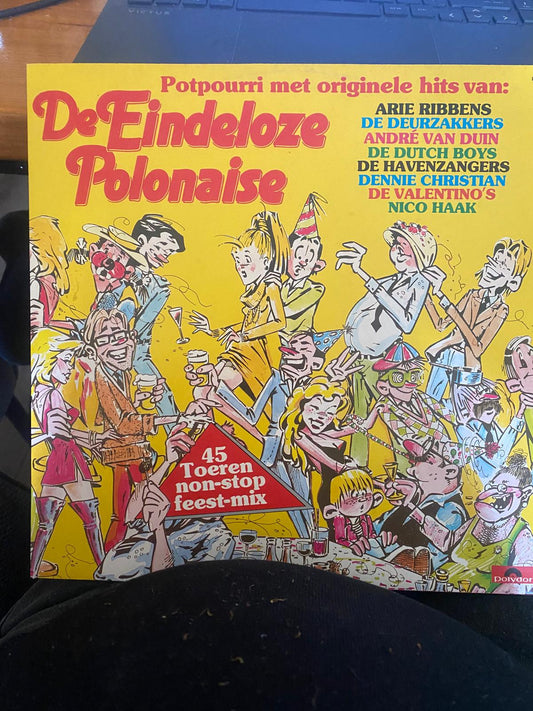 VICTUS
Potpourri met originele hits van:
De Eindeloze
Polonaise
ARIE RIBBENS
DE DEURZAKKERS
ANDRÉ VAN DUIN
DE DUTCH BOYS
DE HAVENZANGERS
DENNIE CHRISTIAN
DE VALENTINO'S
NICO HAAK
45
Toeren
non-stop
feest-mix
Polydor